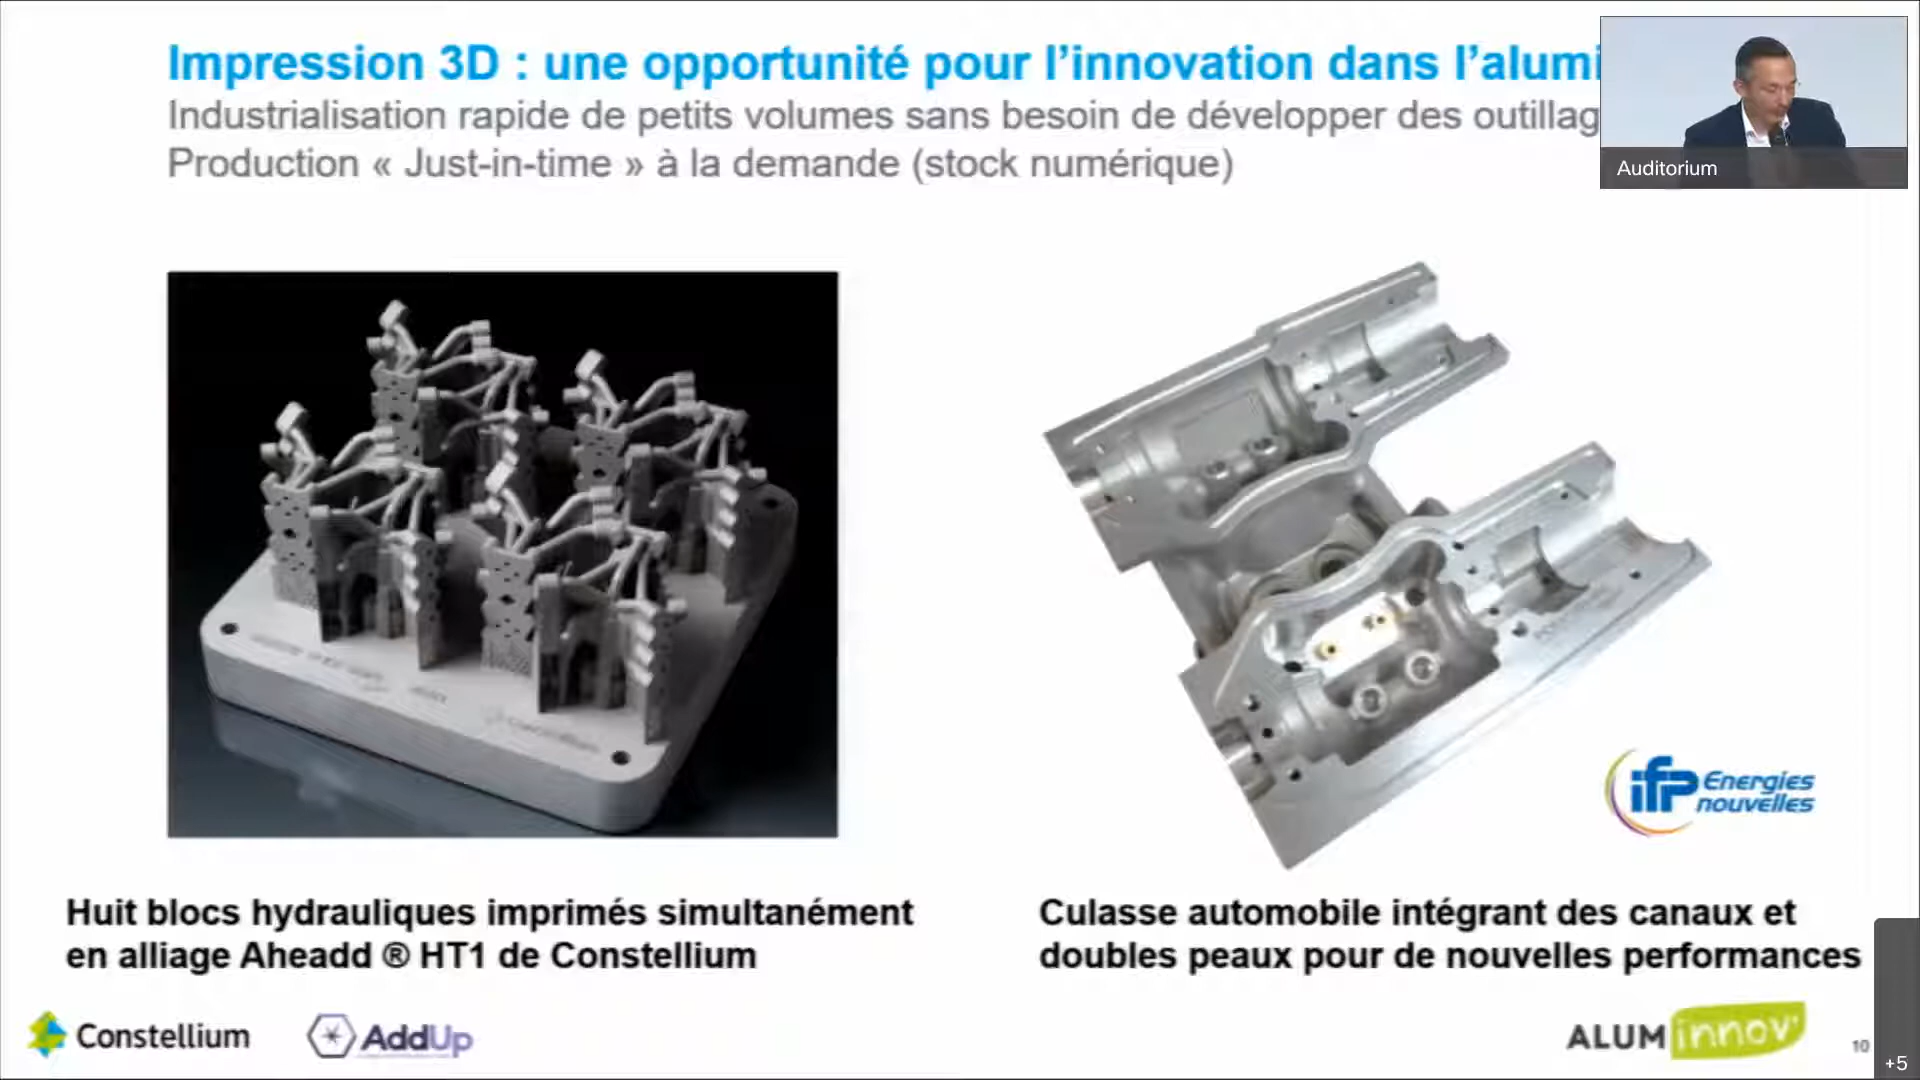 Impression 3D : une opportunité pour l’innovation dans l’alumi
Industrialisation rapide de petits volumes sans besoin de développer des outillag
Production « Just-in-time » à la demande (stock numérique)
Auditorium
ifp Energies
nouvelles
Huit blocs hydrauliques imprimés simultanément
en alliage Aheadd ® HT1 de Constellium
Culasse automobile intégrant des canaux et
doubles peaux pour de nouvelles performances
Constellium
AddUp
ALUM innov'
10
+5